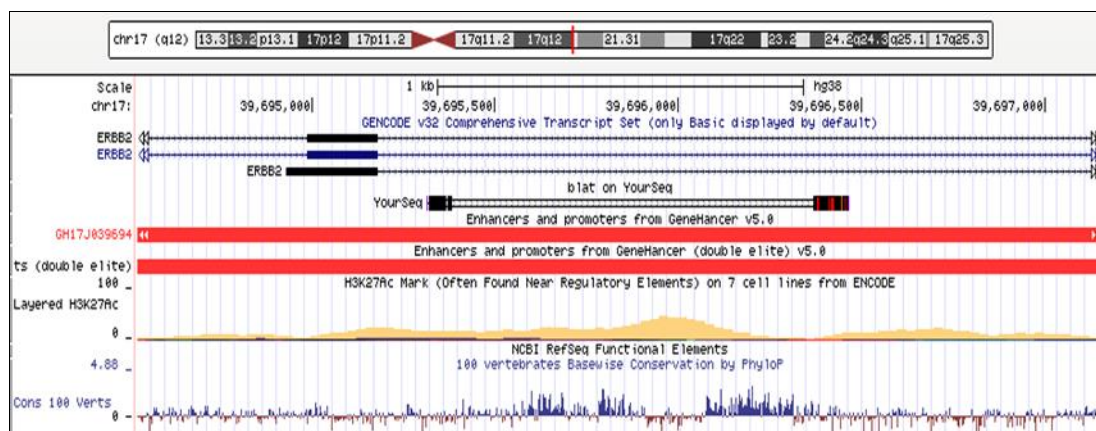 chr17 (q12) 13.3 13.2 p13.1 17p12 17p11.2 17q11.2 17q12 21.31 17q22 23.2 24.2 q24.3 q25.1 17q25.3
Scale 1 kb hg38
chr17: 39,695,000 39,695,500 39,696,000 39,696,500 39,697,000
GENCODE v32 Comprehensive Transcript Set (only Basic displayed by default)
ERBB2
ERBB2
ERBB2
blat on YourSeq
YourSeq
Enhancers and promoters from GeneHancer v5.0
GH17J039694
Enhancers and promoters from GeneHancer (double elite) v5.0
ts (double elite)
100 _ H3K27Ac Mark (Often Found Near Regulatory Elements) on 7 cell lines from ENCODE
Layered H3K27Ac
0 _
NCBI RefSeq Functional Elements
4.88 _ 100 vertebrates Basewise Conservation by PhyloP
Cons 100 Verts 0 -